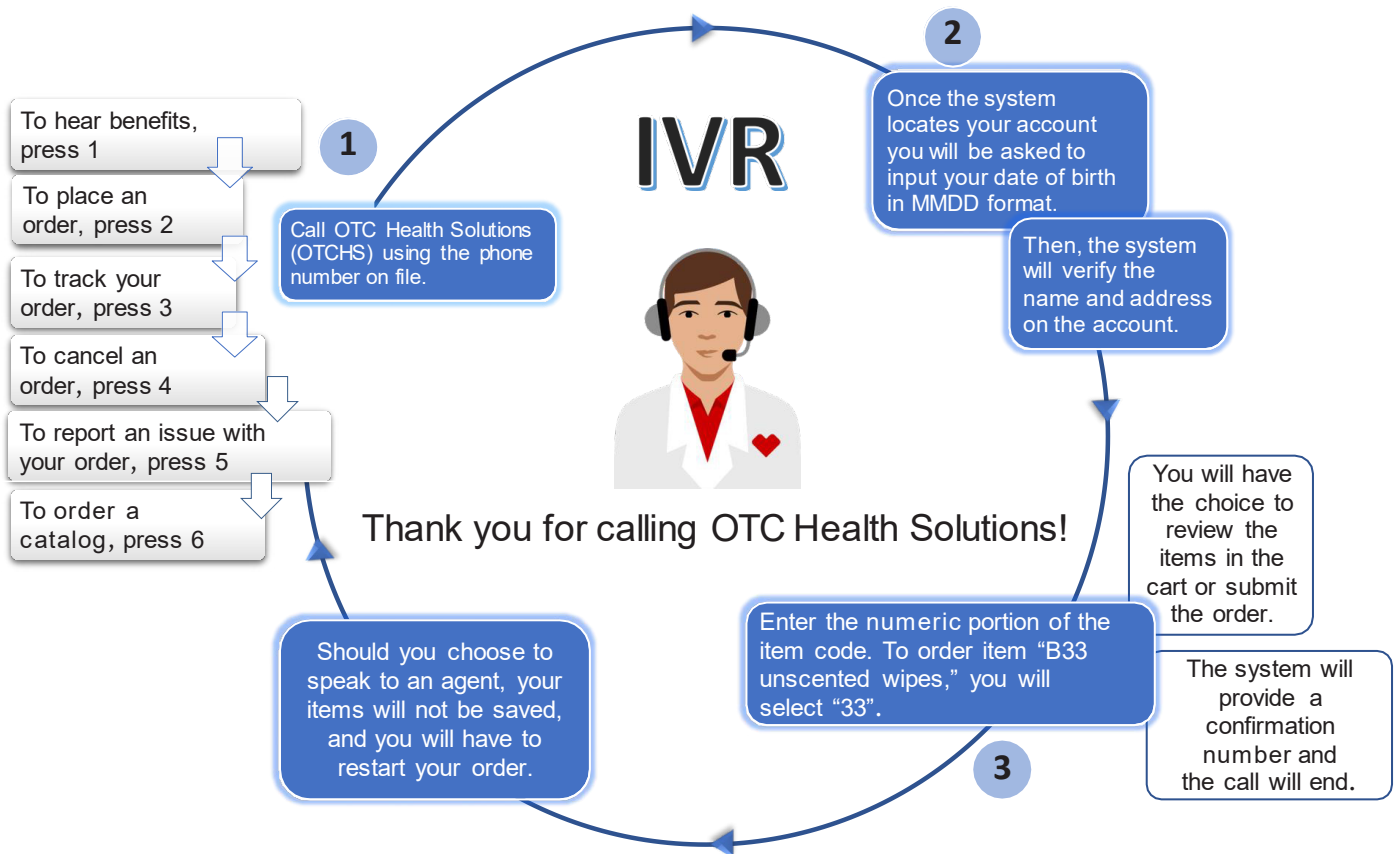 IVR
1
Call OTC Health Solutions
(OTCHS) using the phone
number on file.
To hear benefits,
press 1
To place an
order, press 2
To track your
order, press 3
To cancel an
order, press 4
To report an issue with
your order, press 5
To order a
catalog, press 6
2
Once the system
locates your account
you will be asked to
input your date of birth
in MMDD format.
Then, the system
will verify the
name and address
on the account.
Thank you for calling OTC Health Solutions!
3
Enter the numeric portion of the
item code. To order item “B33
unscented wipes,” you will
select “33”.
You will have
the choice to
review the
items in the
cart or submit
the order.
The system will
provide a
confirmation
number and
the call will end.
Should you choose to
speak to an agent, your
items will not be saved,
and you will have to
restart your order.